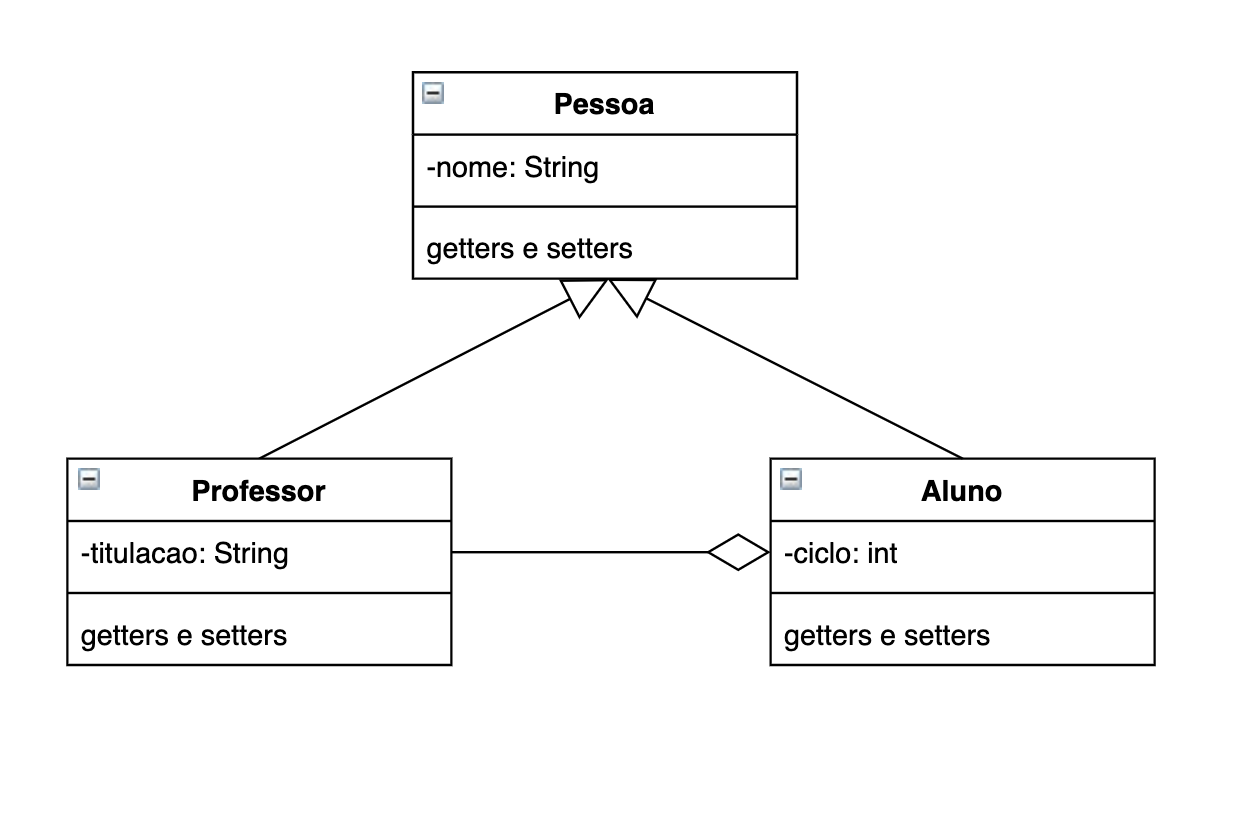 Pessoa
-nome: String
getters e setters
Professor
-titulacao: String
getters e setters
Aluno
-ciclo: int
getters e setters